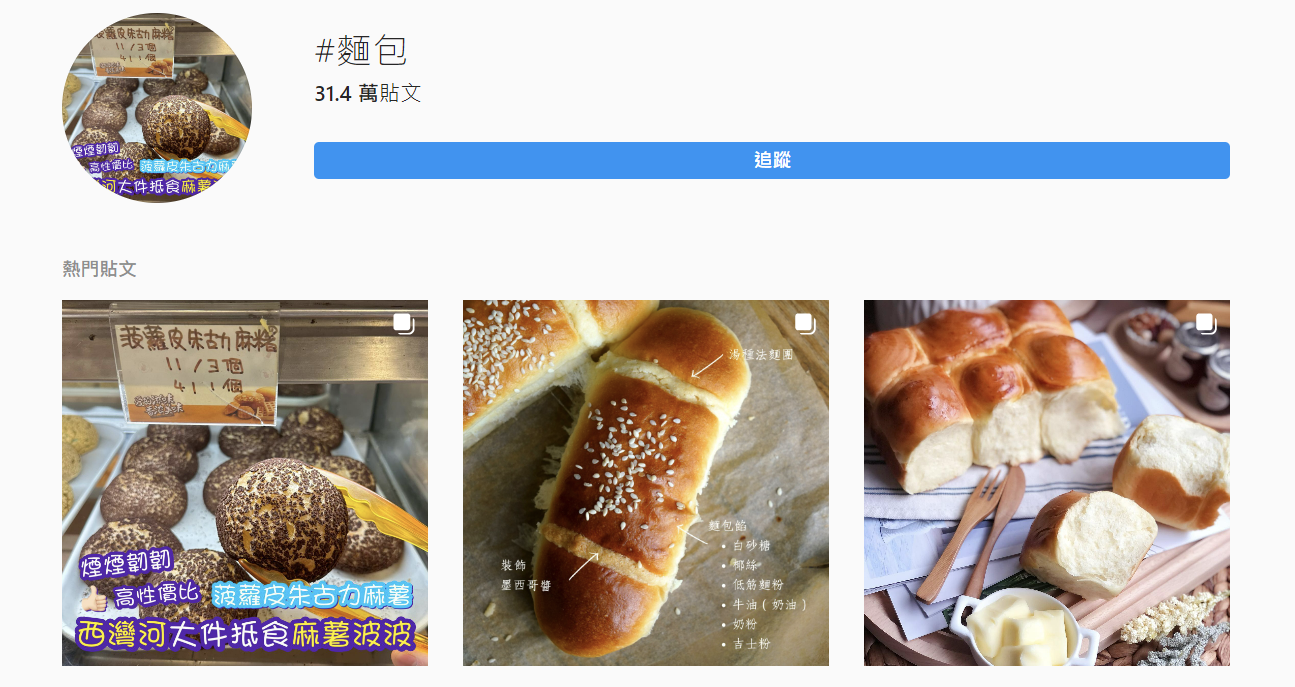 #麵包
31.4 萬貼文
追蹤
熱門貼文
菠蘿皮朱古力麻糬
11/3個
4.11個
煙煙韌韌
高性價比 菠蘿皮朱古力麻薯
西灣河大件抵食麻薯波波
湯種法麵團
麵包餡
白砂糖
椰絲
低筋麵粉
牛油（奶油）
奶粉
吉士粉
裝飾
墨西哥醬